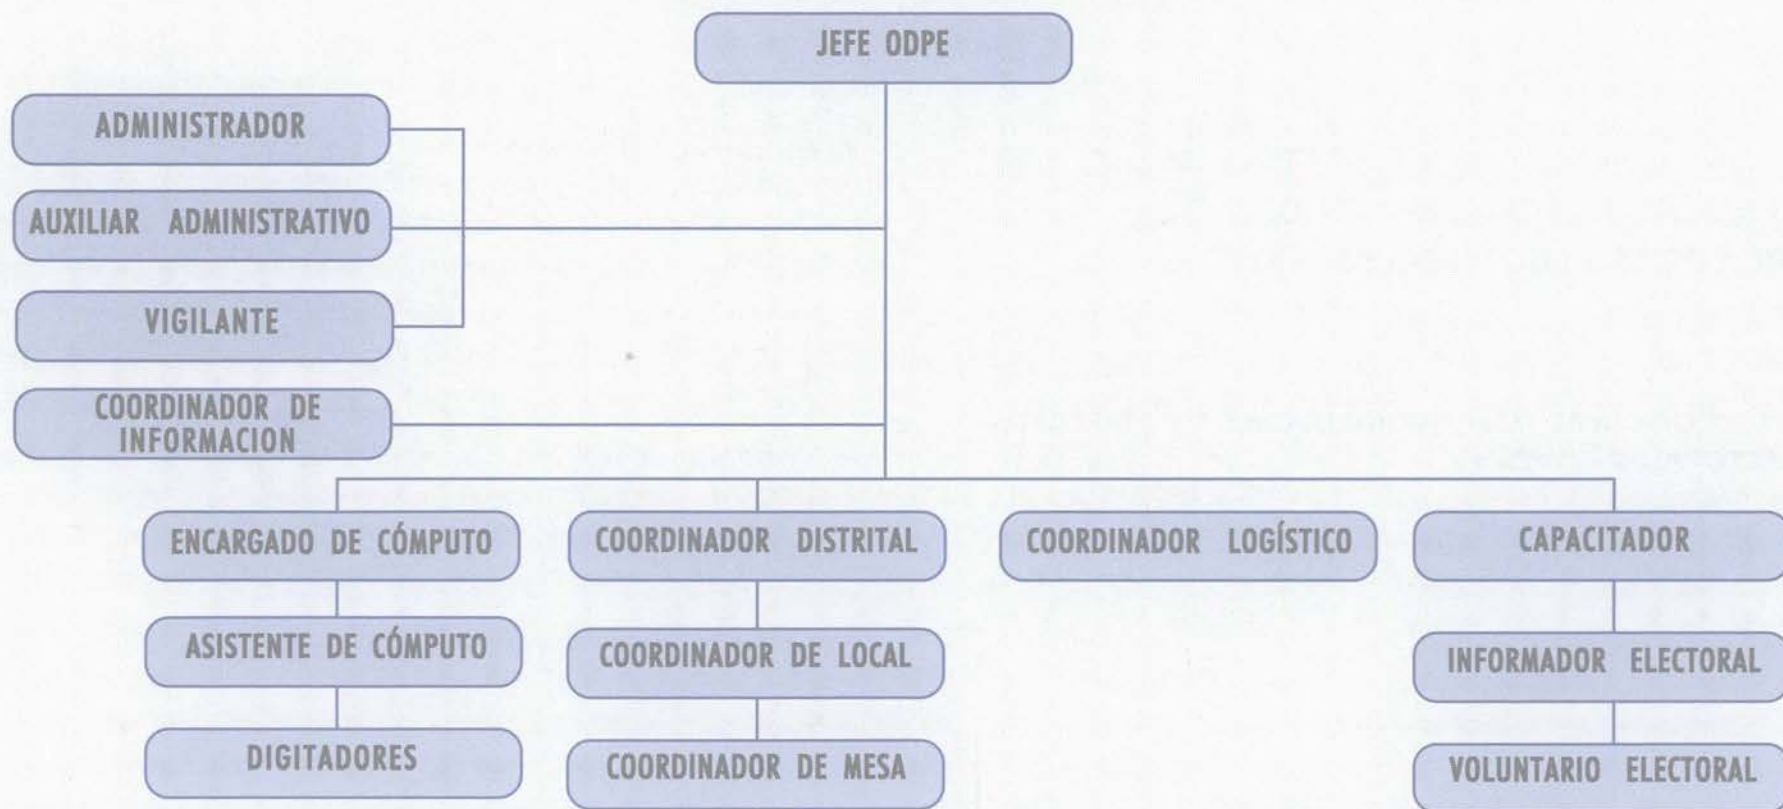 JEFE ODPE
ADMINISTRADOR
AUXILIAR ADMINISTRATIVO
VIGILANTE
COORDINADOR DE
INFORMACION
ENCARGADO DE CÓMPUTO
COORDINADOR DISTRITAL
COORDINADOR LOGÍSTICO
CAPACITADOR
ASISTENTE DE CÓMPUTO
COORDINADOR DE LOCAL
INFORMADOR ELECTORAL
DIGITADORES
COORDINADOR DE MESA
VOLUNTARIO ELECTORAL